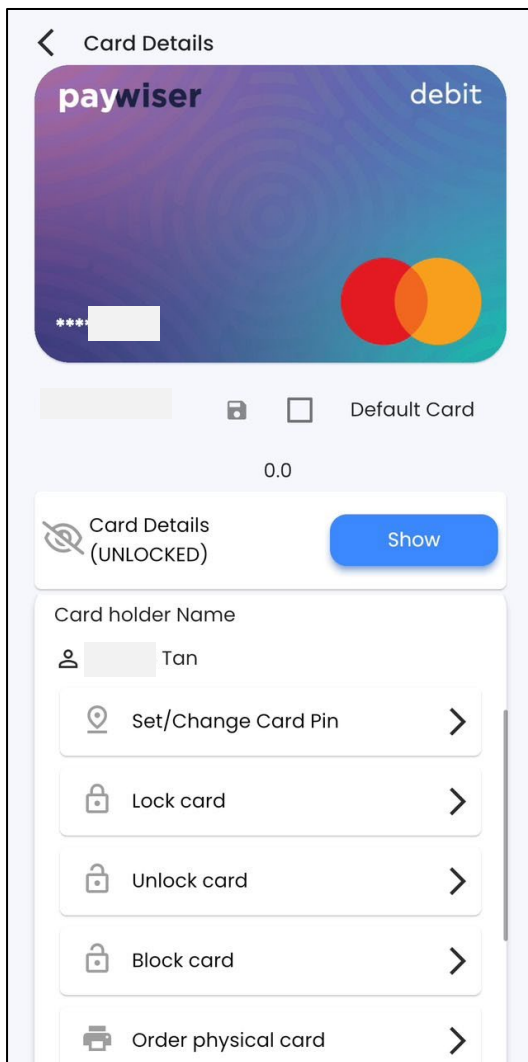 Card Details
paywiser debit
****
Default Card
0.0
Card Details
(UNLOCKED)
Show
Card holder Name
Tan
Set/Change Card Pin
Lock card
Unlock card
Block card
Order physical card